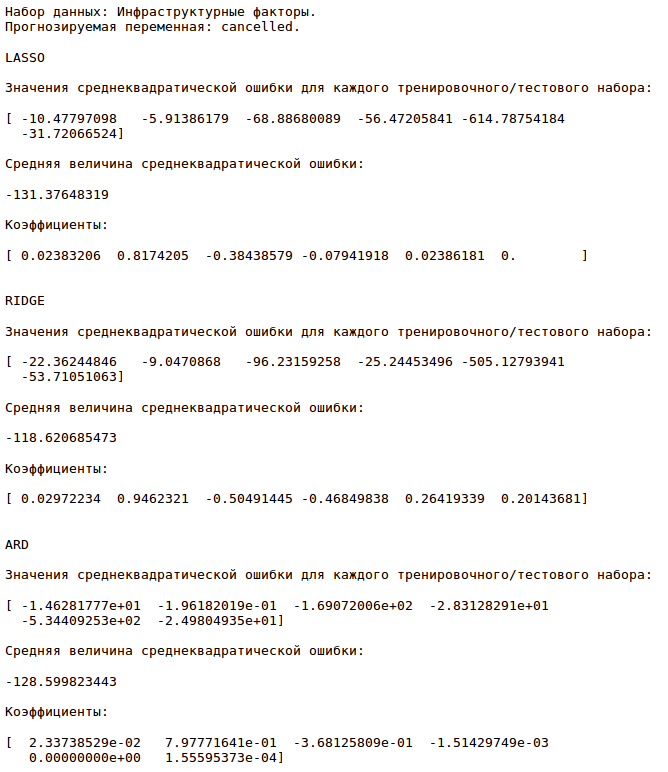 Набор данных: Инфраструктурные факторы.
Прогнозируемая переменная: cancelled.
LASSO
Значения среднеквадратической ошибки для каждого тренировочного/тестового набора:
[ -10.47797098   -5.91386179  -68.88680089  -56.47205841 -614.78754184
  -31.72066524]
Средняя величина среднеквадратической ошибки:
-131.37648319
Коэффициенты:
[ 0.02383206  0.8174205  -0.38438579 -0.07941918  0.02386181  0.        ]
RIDGE
Значения среднеквадратической ошибки для каждого тренировочного/тестового набора:
[ -22.36244846   -9.0470868   -96.23159258  -25.24453496 -505.12793941
  -53.71051063]
Средняя величина среднеквадратической ошибки:
-118.620685473
Коэффициенты:
[ 0.02972234  0.9462321  -0.50491445 -0.46849838  0.26419339  0.20143681]
ARD
Значения среднеквадратической ошибки для каждого тренировочного/тестового набора:
[ -1.46281777e+01  -1.96182019e-01  -1.69072006e+02  -2.83128291e+01
  -5.34409253e+02  -2.49804935e+01]
Средняя величина среднеквадратической ошибки:
-128.599823443
Коэффициенты:
[  2.33738529e-02   7.97771641e-01  -3.68125809e-01  -1.51429749e-03
   0.00000000e+00   1.55595373e-04]